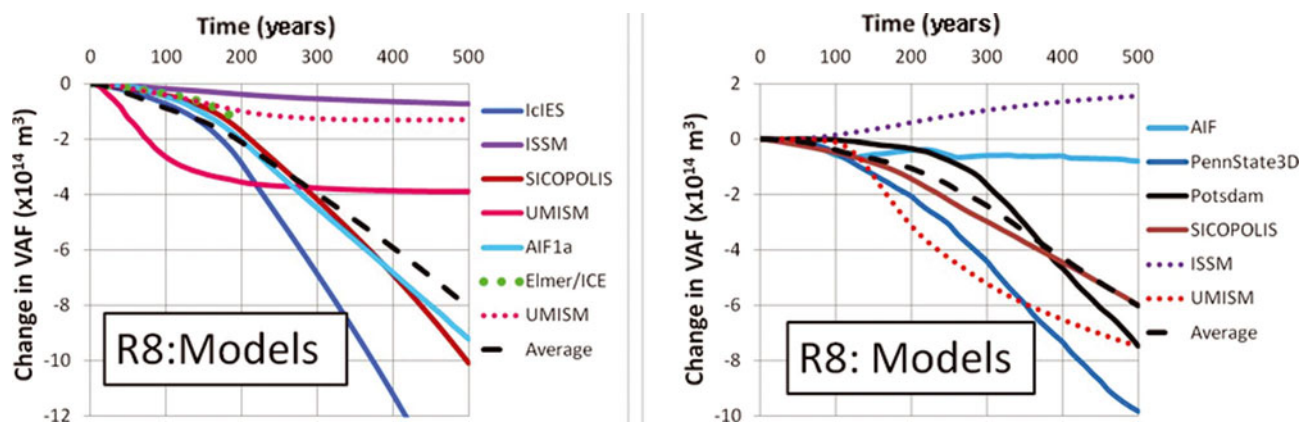 Time (years)
0 100 200 300 400 500
Change in VAF (x10¹⁴ m³)
0
-2
-4
-6
-8
-10
-12
IcIES
ISSM
SICOPOLIS
UMISM
AIF1a
Elmer/ICE
UMISM
Average
R8:Models
Time (years)
0 100 200 300 400 500
Change in VAF (x10¹⁴ m³)
2
0
-2
-4
-6
-8
-10
AIF
PennState3D
Potsdam
SICOPOLIS
ISSM
UMISM
Average
R8: Models